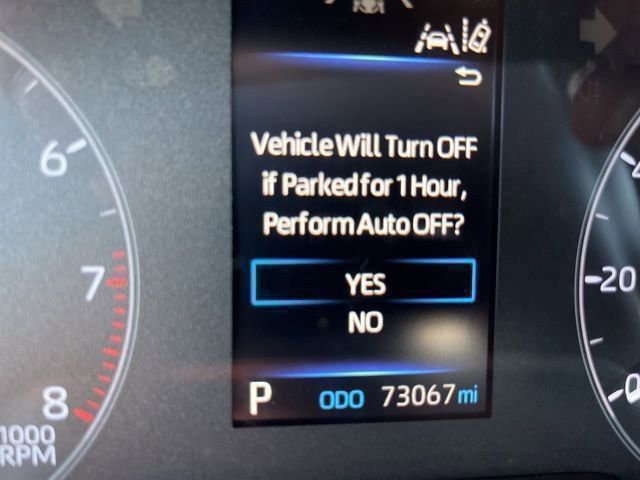 Vehicle Will Turn OFF
if Parked for 1 Hour,
Perform Auto OFF?
YES
NO
P ODO 73067 mi
6
7
8
1000
RPM
20
0